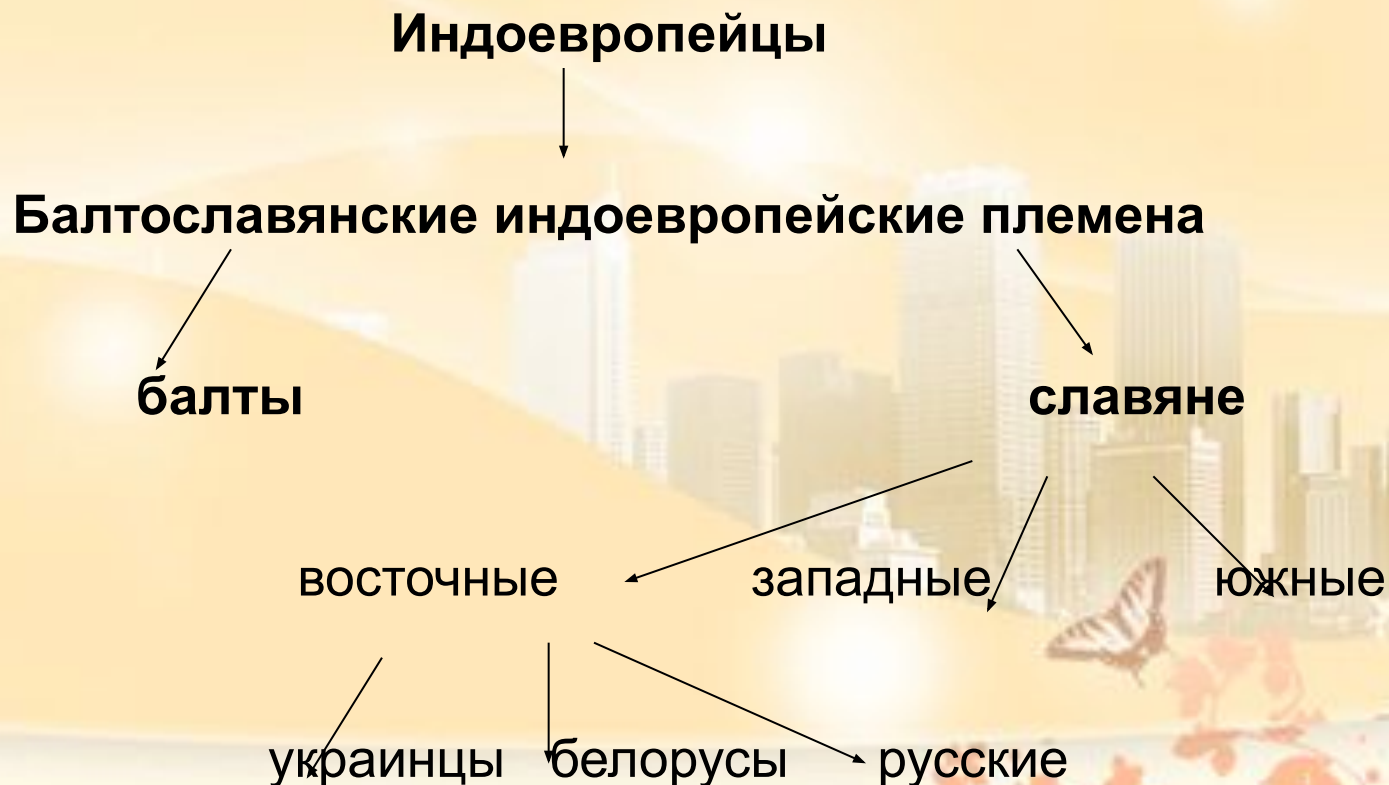 Индоевропейцы
Балтославянские индоевропейские племена
балты славяне
восточные западные южные
украинцы белорусы русские